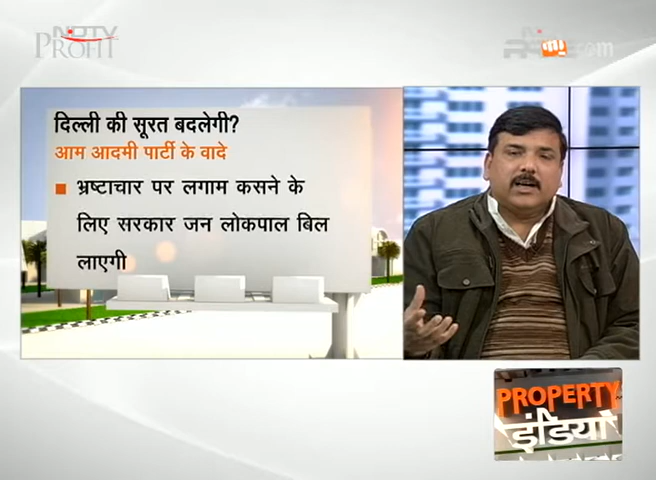 NDTV
PROFIT
दिल्ली की सूरत बदलेगी?
आम आदमी पार्टी के वादे
भ्रष्टाचार पर लगाम कसने के
लिए सरकार जन लोकपाल बिल
लाएगी
PROPERTY
इंडिया